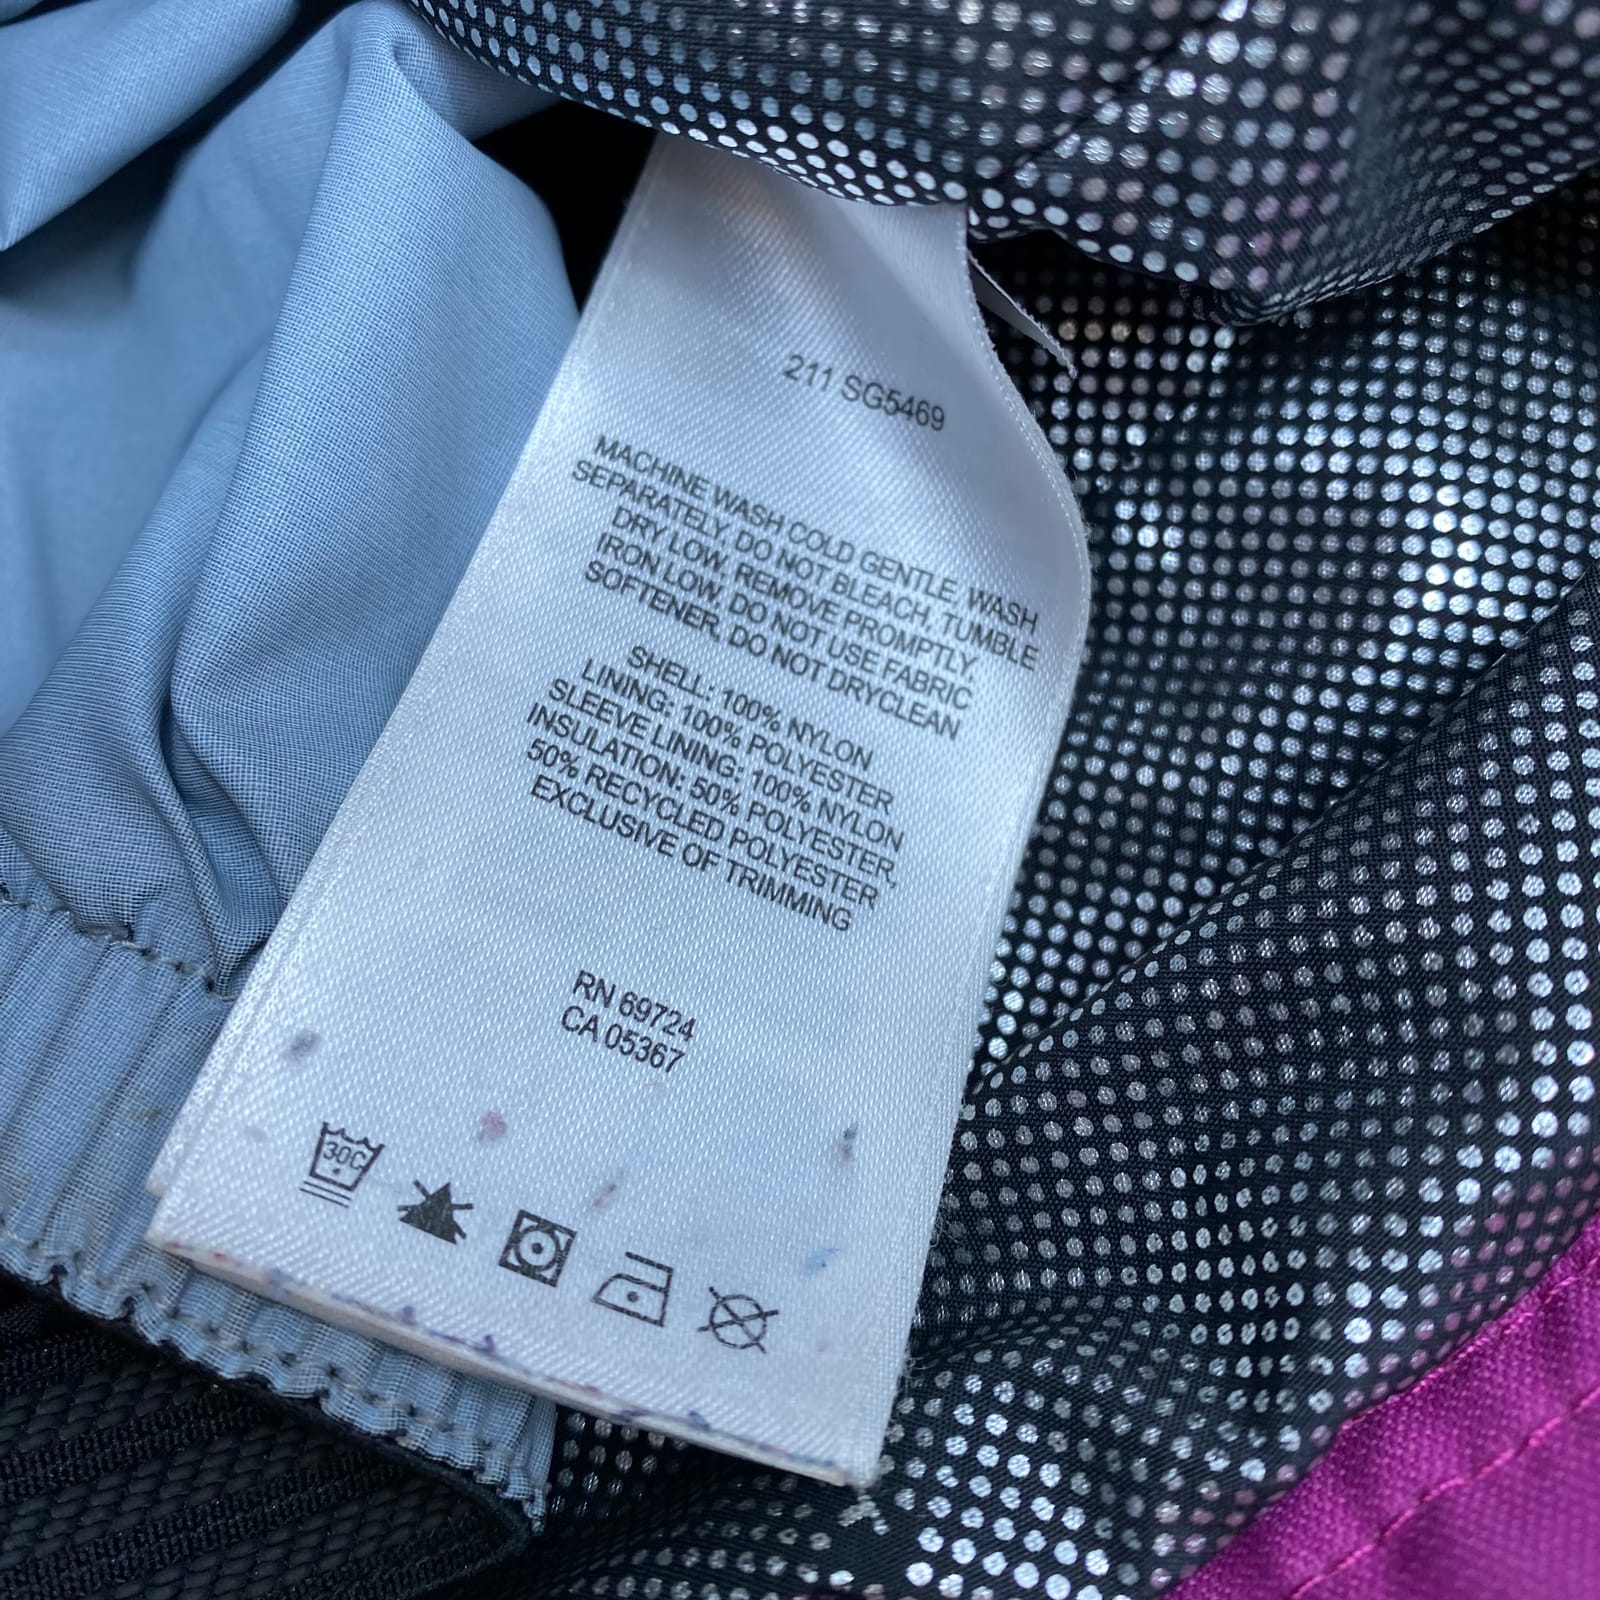 211 SG5469
MACHINE WASH COLD GENTLE, WASH
SEPARATELY, DO NOT BLEACH, TUMBLE
DRY LOW, REMOVE PROMPTLY,
IRON LOW, DO NOT USE FABRIC
SOFTENER, DO NOT DRYCLEAN
SHELL: 100% NYLON
LINING: 100% POLYESTER
SLEEVE LINING: 100% NYLON
INSULATION: 50% POLYESTER,
50% RECYCLED POLYESTER
EXCLUSIVE OF TRIMMING
RN 69724
CA 05367
30C